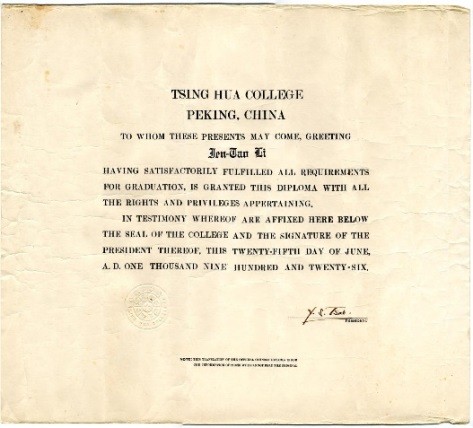 TSING HUA COLLEGE
PEKING, CHINA
TO WHOM THESE PRESENTS MAY COME, GREETING
Jen-Tao Li
HAVING SATISFACTORILY FULFILLED ALL REQUIREMENTS
FOR GRADUATION, IS GRANTED THIS DIPLOMA WITH ALL
THE RIGHTS AND PRIVILEGES APPERTAINING.
IN TESTIMONY WHEREOF ARE AFFIXED HERE BELOW
THE SEAL OF THE COLLEGE AND THE SIGNATURE OF THE
PRESIDENT THEREOF, THIS TWENTY-FIFTH DAY OF JUNE,
A. D. ONE THOUSAND NINE HUNDRED AND TWENTY-SIX.
PRESIDENT